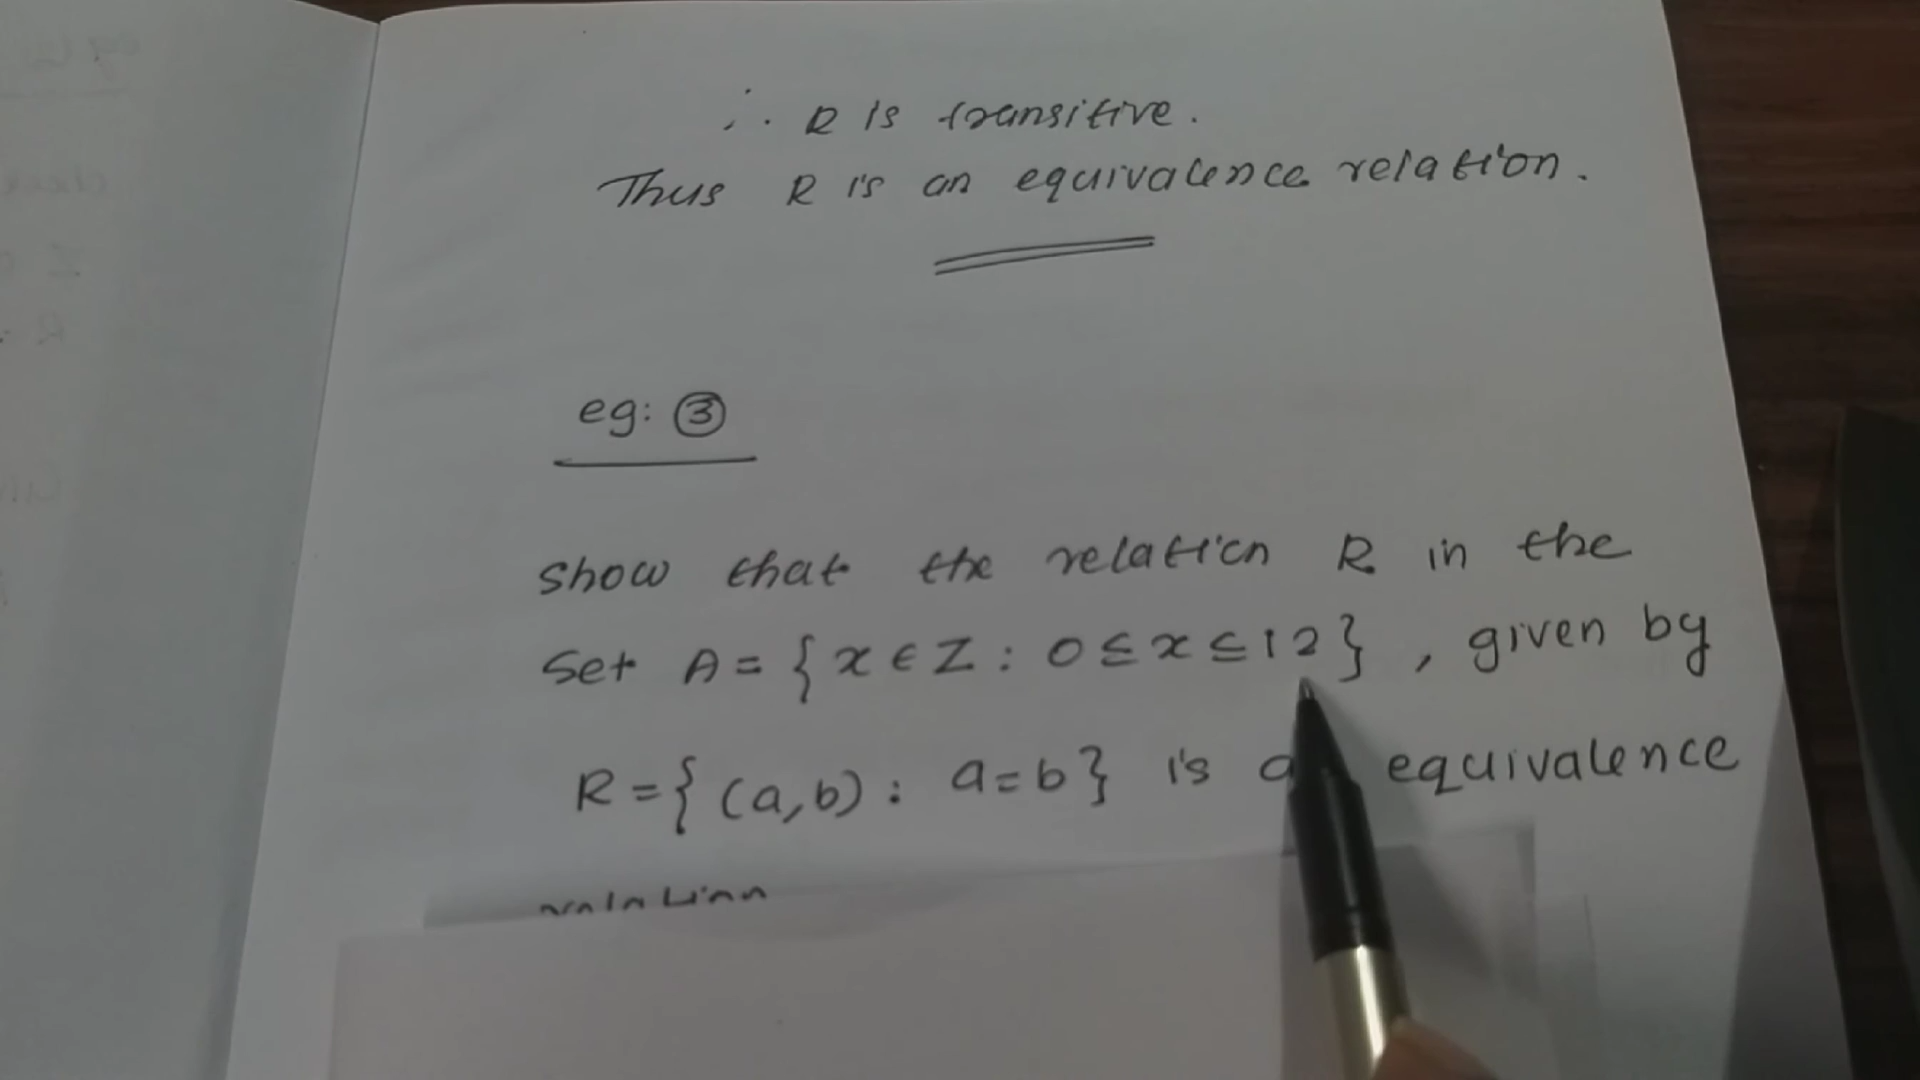 ∴ R is transitive.
Thus R is an equivalence relation.
eg: ③
show that the relation R in the
Set A = { x ∈ Z : 0 ≤ x ≤ 12 } , given by
R = { (a, b) : a = b } is equivalence
relation